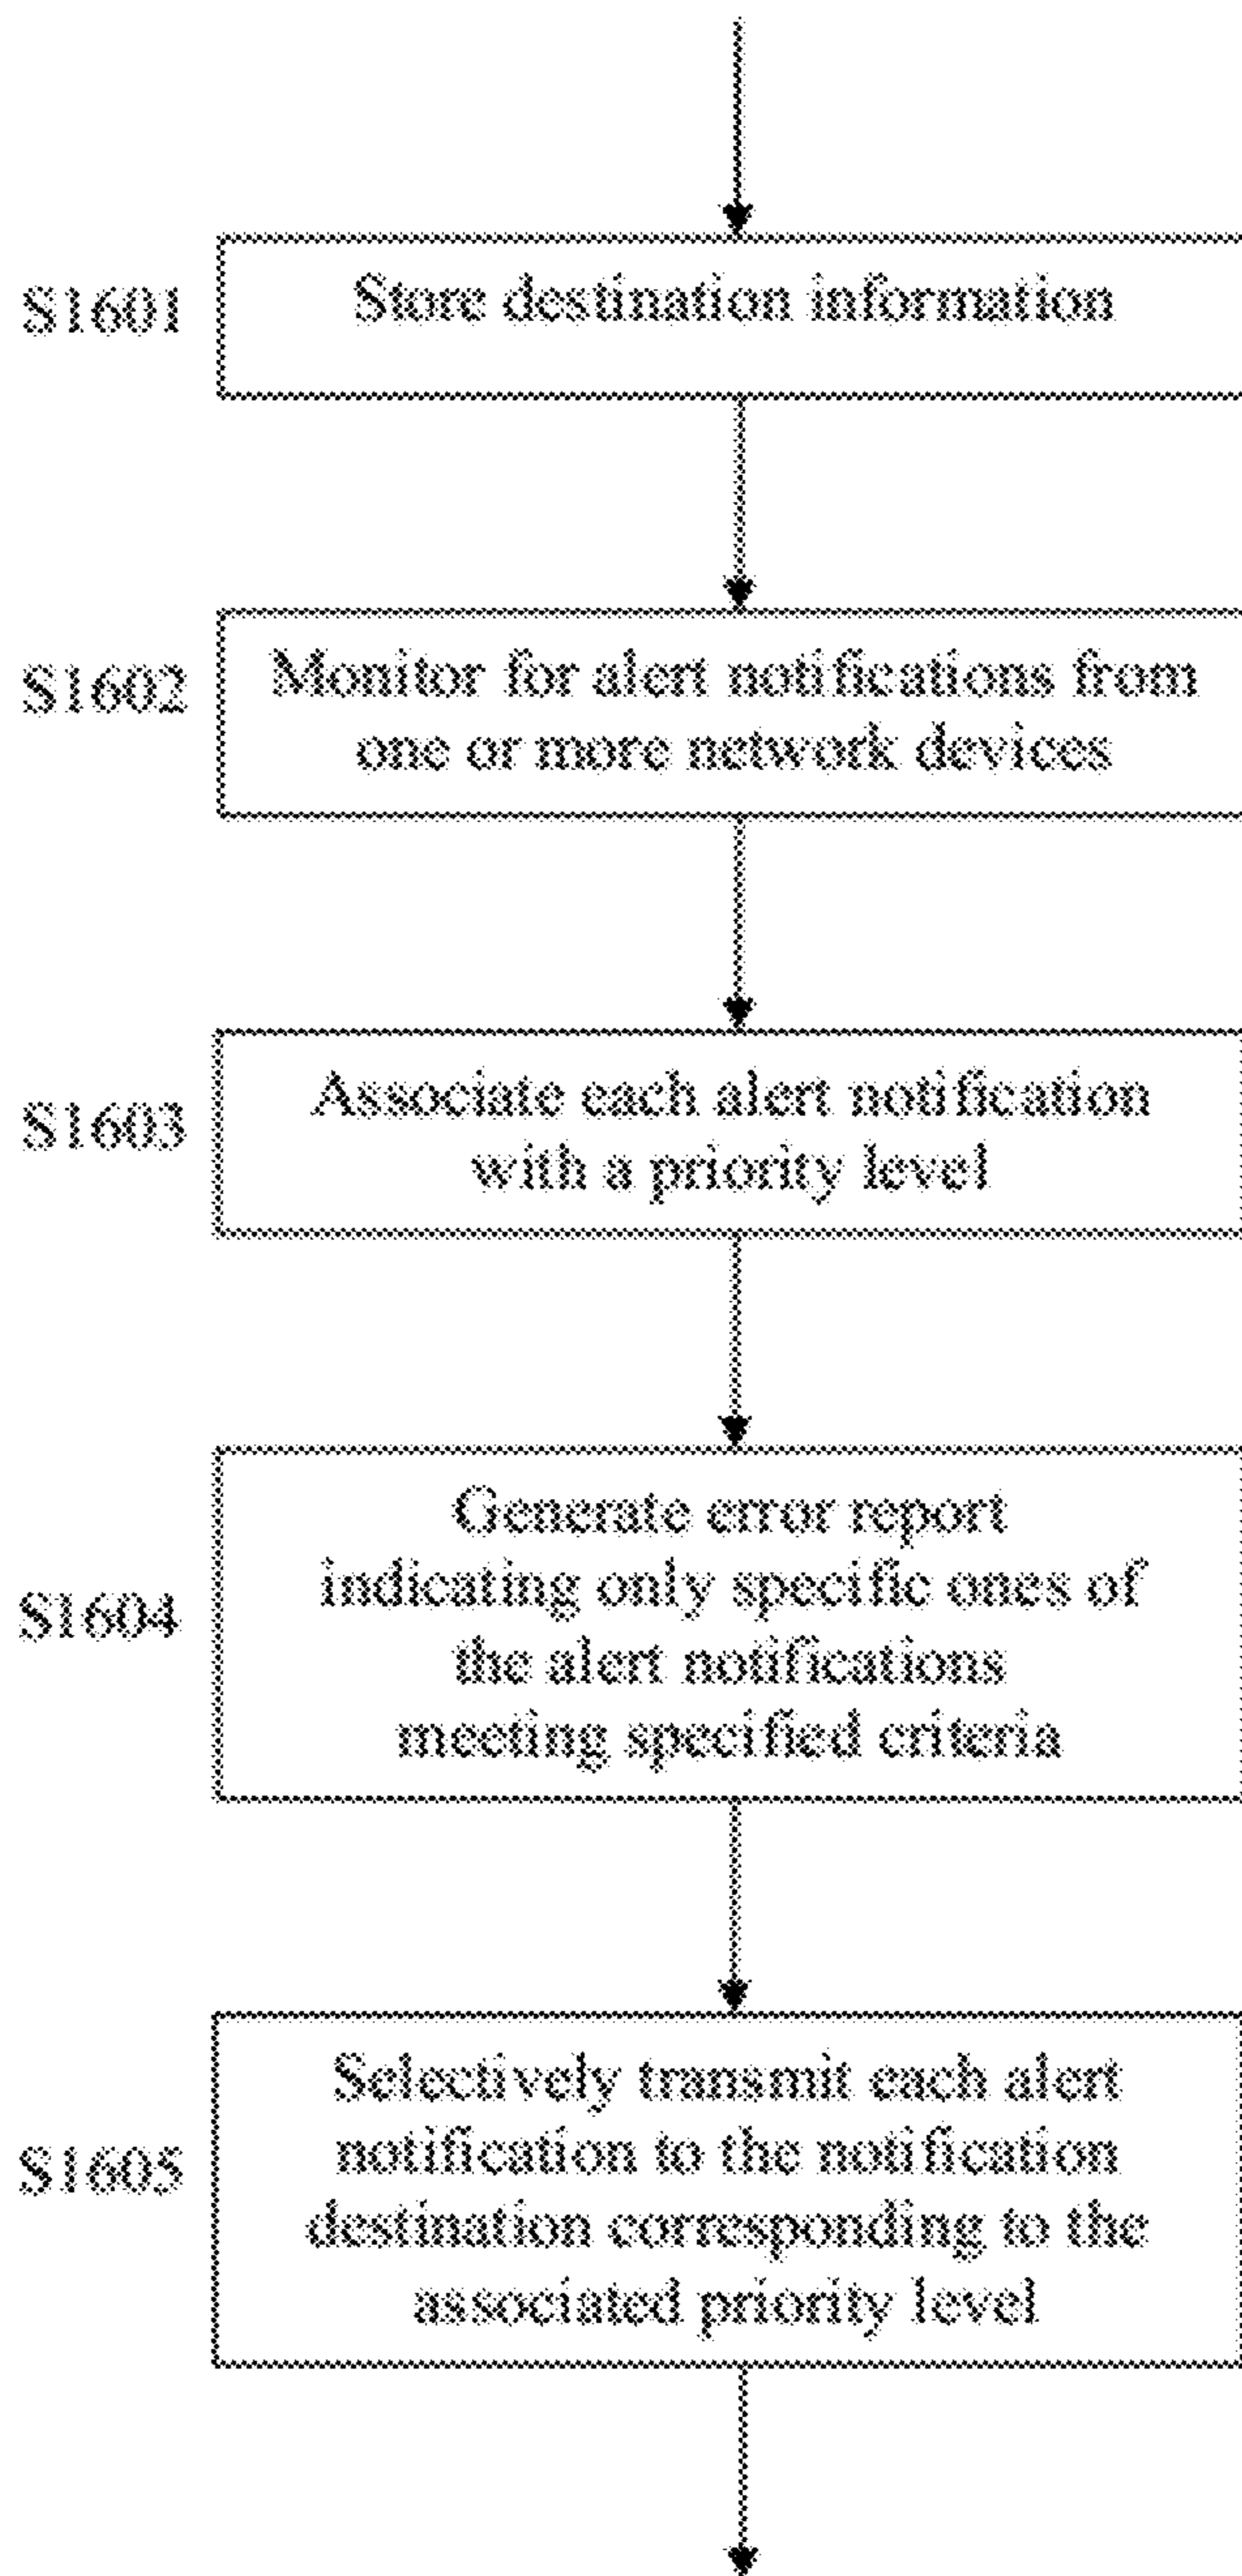 S1601
Store destination information
S1602
Monitor for alert notifications from
one or more network devices
S1603
Associate each alert notification
with a priority level
S1604
Generate error report
indicating only specific ones of
the alert notifications
meeting specified criteria
S1605
Selectively transmit each alert
notification to the notification
destination corresponding to the
associated priority level